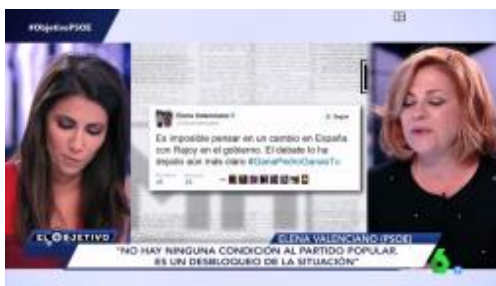 #ObjetivoPSOE
Elena Valenciano
Seguir
Es imposible pensar en un cambio en España
con Rajoy en el gobierno. El debate lo ha
dejado aún más claro #GanaPedroGanasTu
EL OBJETIVO
ELENA VALENCIANO (PSOE)
"NO HAY NINGUNA CONDICIÓN AL PARTIDO POPULAR,
ES UN DESBLOQUEO DE LA SITUACIÓN"
6